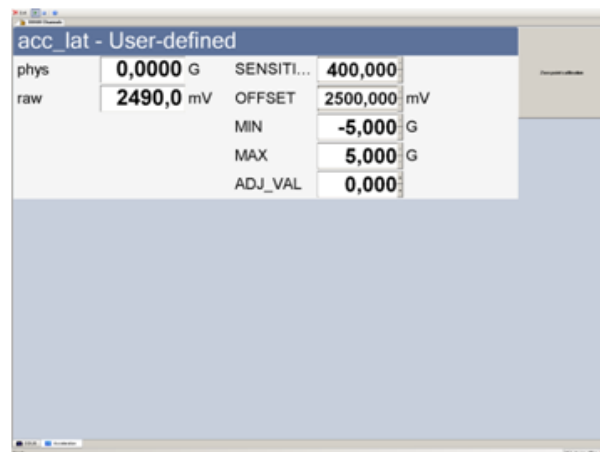 acc_lat - User-defined
phys 0,0000 G SENSITI... 400,000
raw 2490,0 mV OFFSET 2500,000 mV
MIN -5,000 G
MAX 5,000 G
ADJ_VAL 0,000